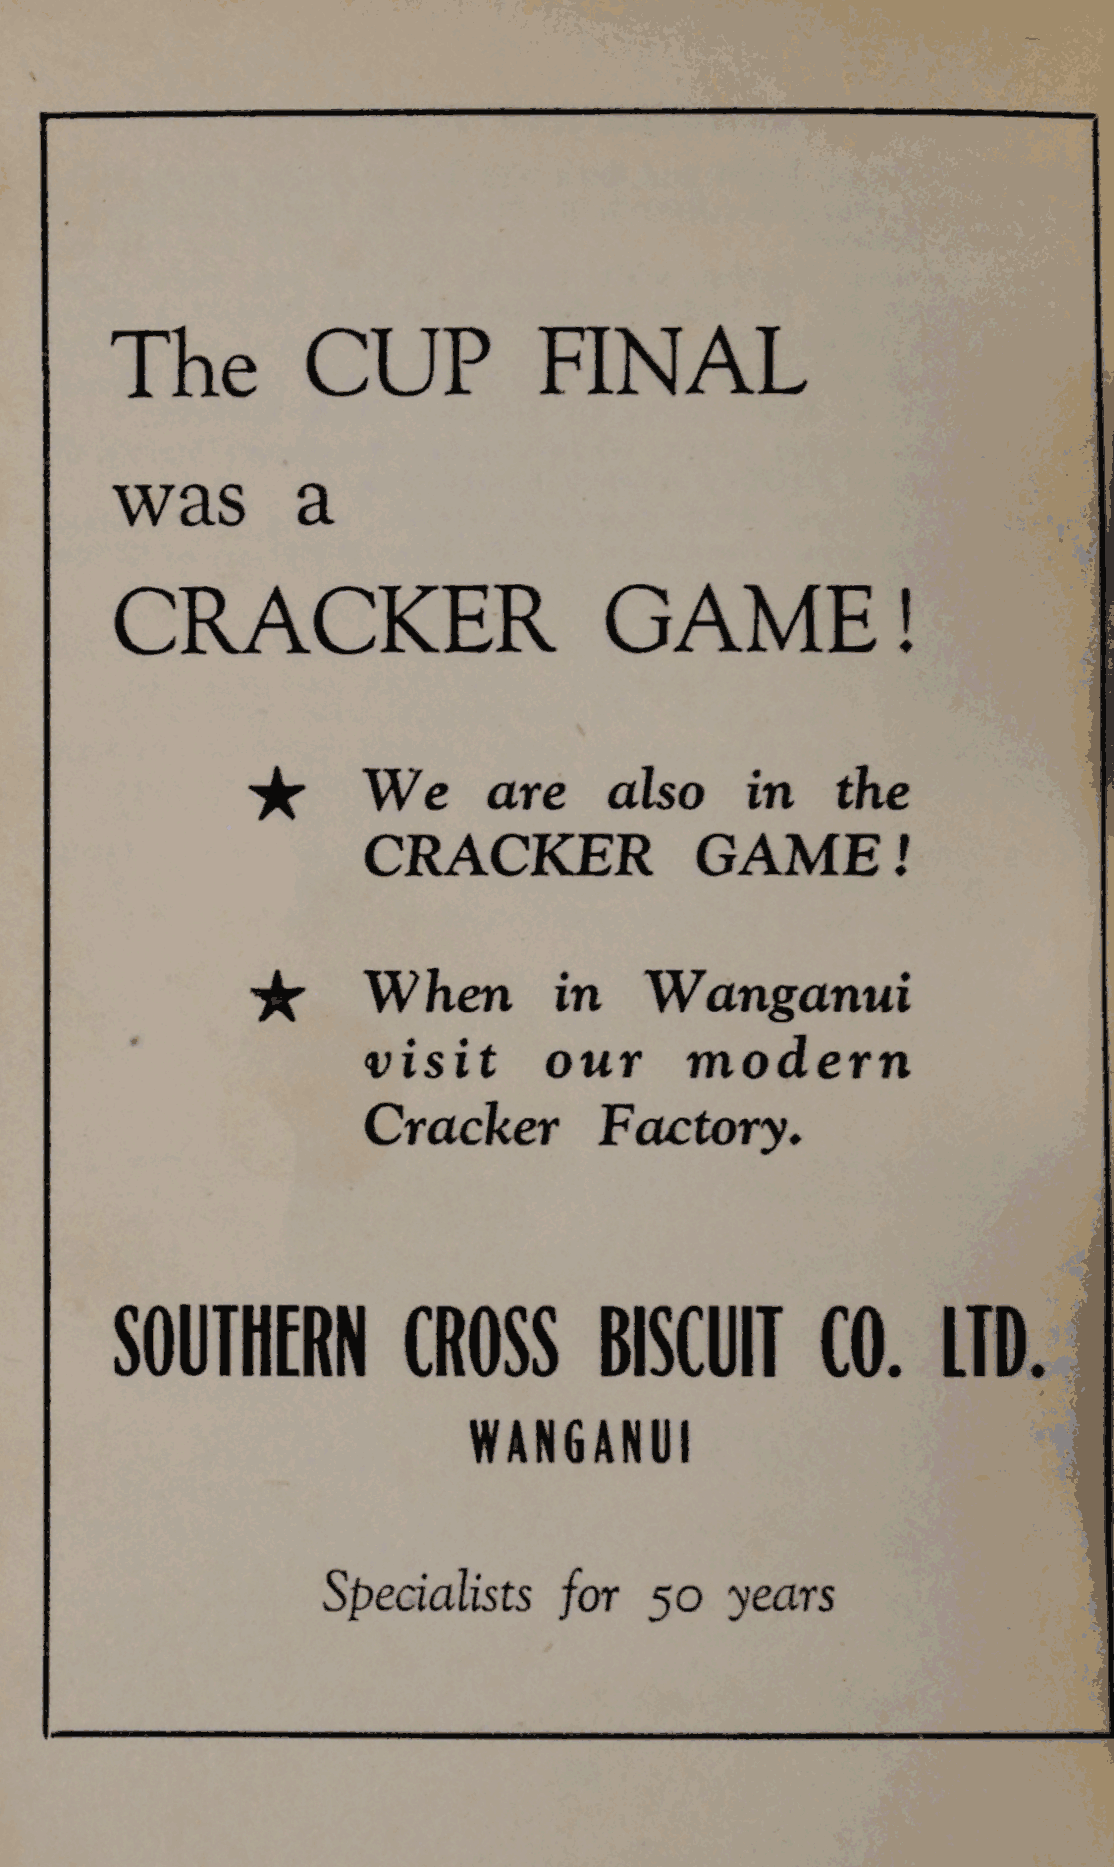 The CUP FINAL
was a
CRACKER GAME!
★ We are also in the
CRACKER GAME!
★ When in Wanganui
visit our modern
Cracker Factory.
SOUTHERN CROSS BISCUIT CO. LTD.
WANGANUI
Specialists for 50 years